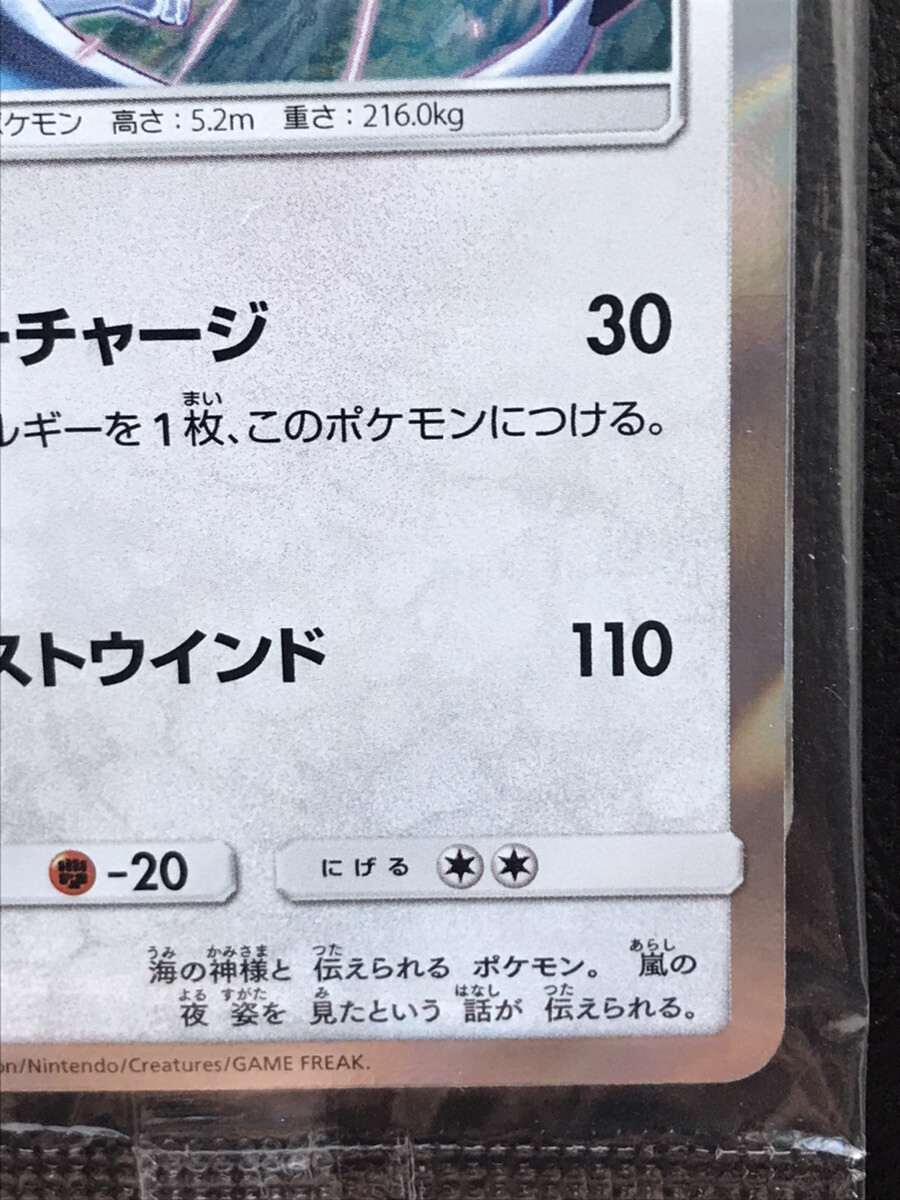 ポケモン 高さ:5.2m 重さ:216.0kg
ーチャージ 30
まい
ルギーを1枚、このポケモンにつける。
ストウインド 110
-20 にげる
うみ かみさま つた あらし
海の神様と 伝えられる ポケモン。 嵐の
よる すがた み はなし つた
夜 姿を 見たという 話が 伝えられる。
on/Nintendo/Creatures/GAME FREAK.